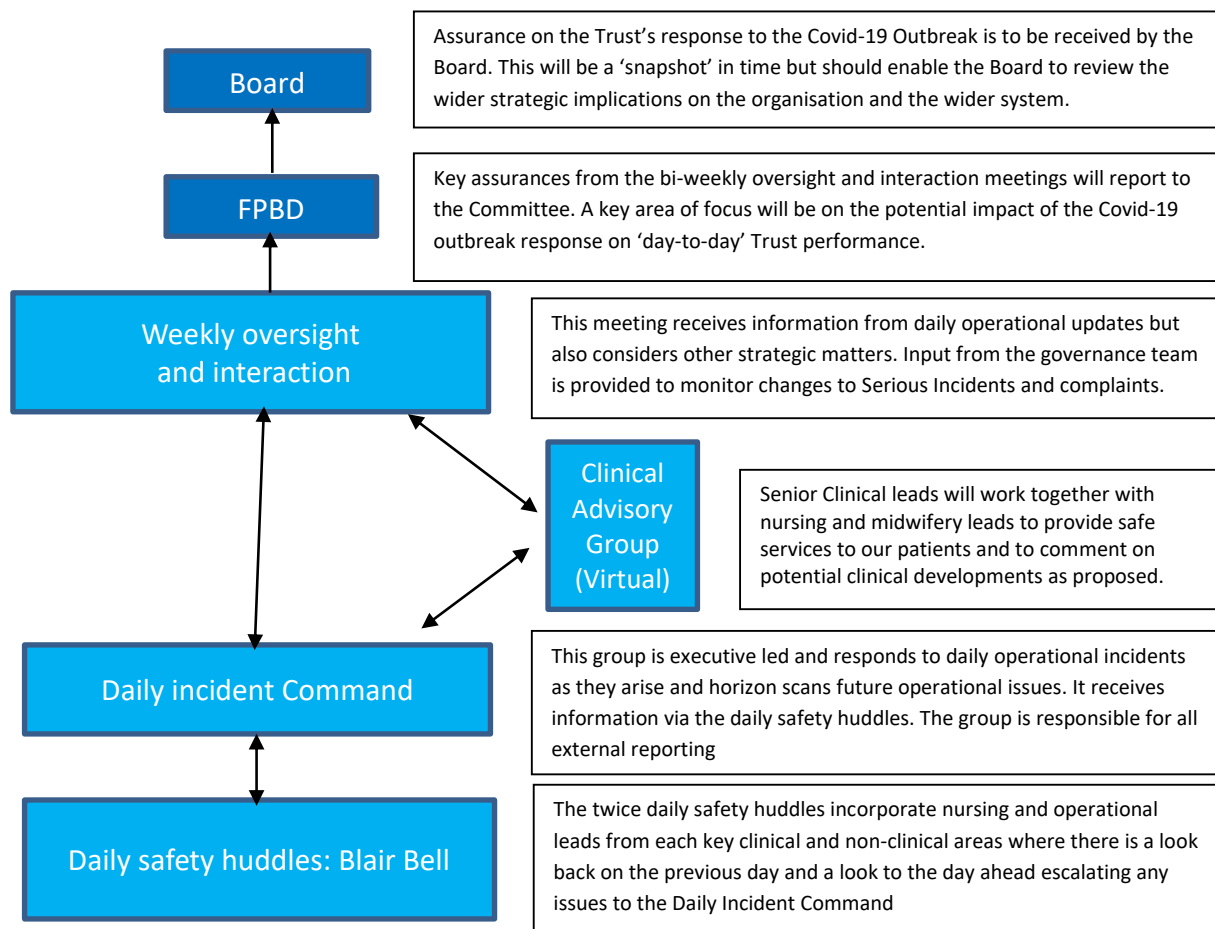 Board
Assurance on the Trust’s response to the Covid-19 Outbreak is to be received by the
Board. This will be a ‘snapshot’ in time but should enable the Board to review the
wider strategic implications on the organisation and the wider system.
FPBD
Key assurances from the bi-weekly oversight and interaction meetings will report to
the Committee. A key area of focus will be on the potential impact of the Covid-19
outbreak response on ‘day-to-day’ Trust performance.
Weekly oversight
and interaction
This meeting receives information from daily operational updates but
also considers other strategic matters. Input from the governance team
is provided to monitor changes to Serious Incidents and complaints.
Clinical
Advisory
Group
(Virtual)
Senior Clinical leads will work together with
nursing and midwifery leads to provide safe
services to our patients and to comment on
potential clinical developments as proposed.
Daily incident Command
This group is executive led and responds to daily operational incidents
as they arise and horizon scans future operational issues. It receives
information via the daily safety huddles. The group is responsible for all
external reporting
Daily safety huddles: Blair Bell
The twice daily safety huddles incorporate nursing and operational
leads from each key clinical and non-clinical areas where there is a look
back on the previous day and a look to the day ahead escalating any
issues to the Daily Incident Command